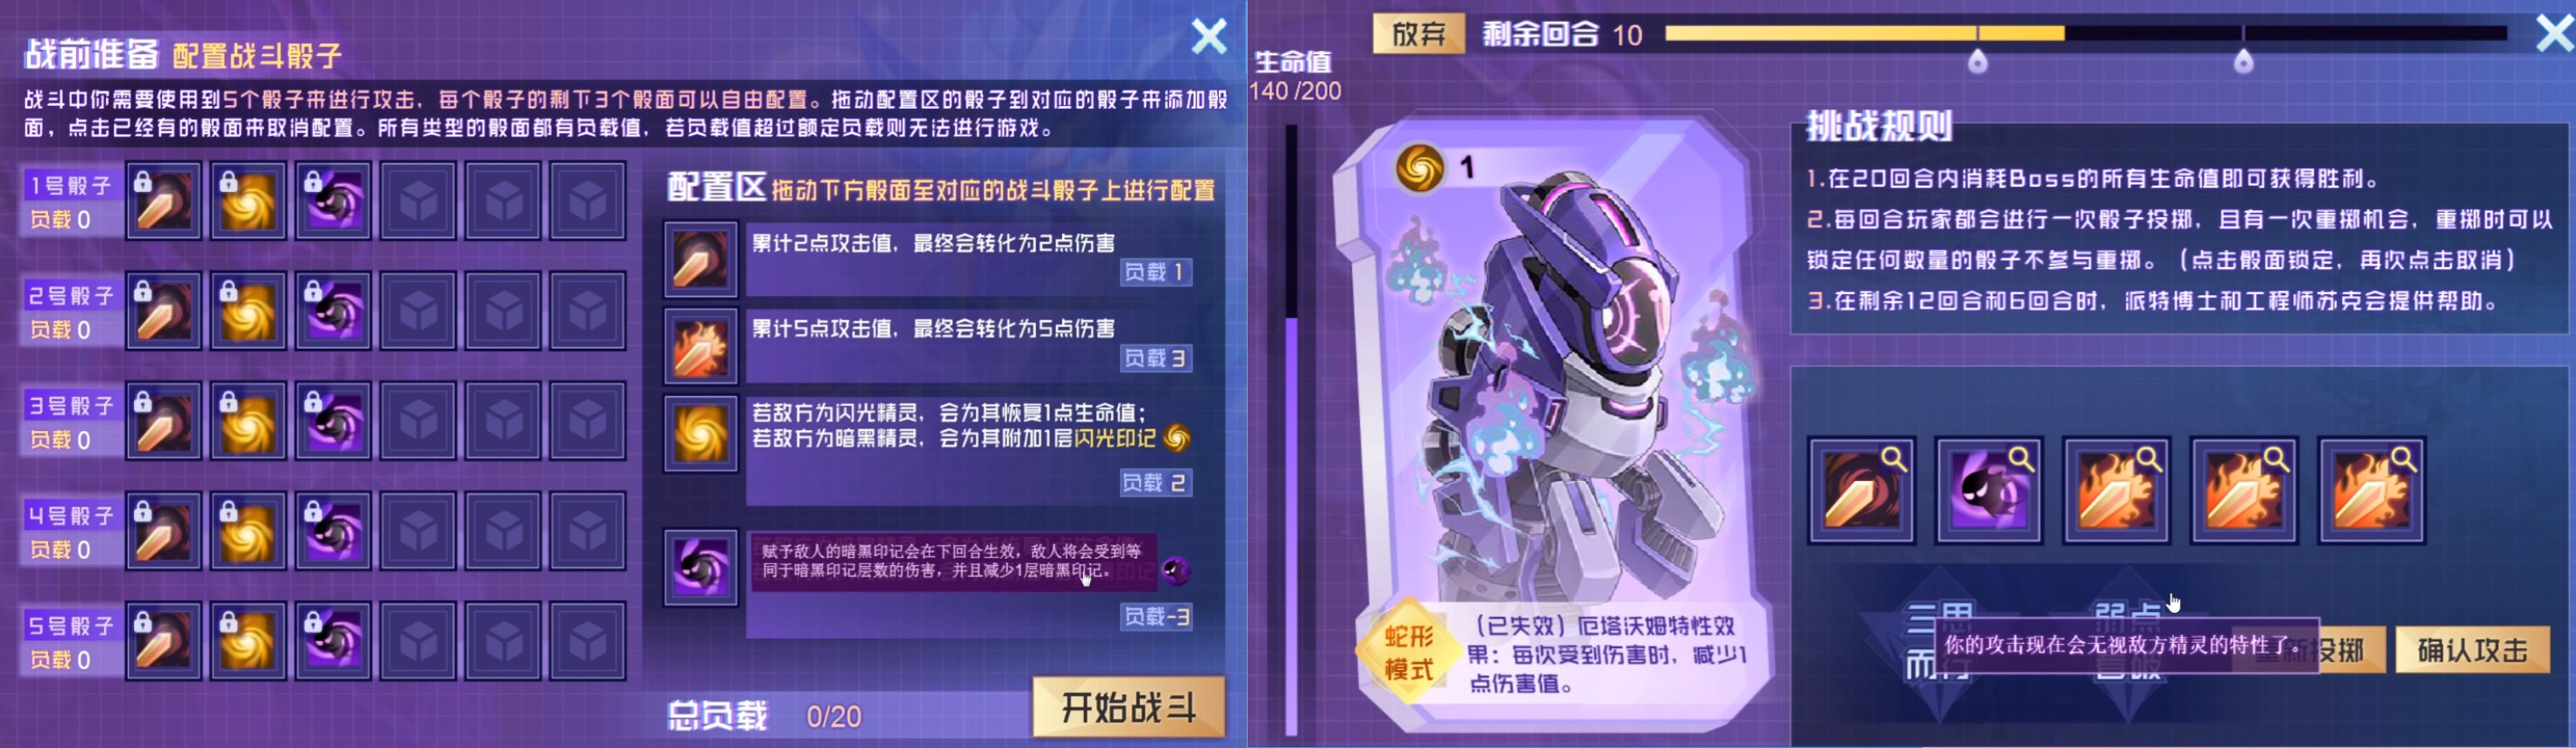 战前准备 配置战斗骰子
战斗中你需要使用到5个骰子来进行攻击，每个骰子的剩下3个骰面可以自由配置。拖动配置区的骰子到对应的骰子来添加骰
面，点击已经有的骰面来取消配置。所有类型的骰面都有负载值，若负载值超过额定负载则无法进行游戏。
1号骰子
负载 0
2号骰子
负载 0
3号骰子
负载 0
4号骰子
负载 0
5号骰子
负载 0
配置区 拖动下方骰面至对应的战斗骰子上进行配置
累计2点攻击值，最终会转化为2点伤害
负载 1
累计5点攻击值，最终会转化为5点伤害
负载 3
若敌方为闪光精灵，会为其恢复1点生命值；
若敌方为暗黑精灵，会为其附加1层闪光印记
负载 2
赋予敌人的暗黑印记会在下回合生效，敌人将会受到等
同于暗黑印记层数的伤害，并且减少1层暗黑印记。
负载-3
总负载 0/20
开始战斗
放弃 剩余回合 10
生命值
140 /200
1
蛇形
模式
（已失效）厄塔沃姆特性效
果：每次受到伤害时，减少1
点伤害值。
挑战规则
1.在20回合内消耗Boss的所有生命值即可获得胜利。
2.每回合玩家都会进行一次骰子投掷，且有一次重掷机会，重掷时可以
锁定任何数量的骰子不参与重掷。（点击骰面锁定，再次点击取消）
3.在剩余12回合和6回合时，派特博士和工程师苏克会提供帮助。
三思
而行
弱点
你的攻击现在会无视敌方精灵的特性了。
投掷
确认攻击